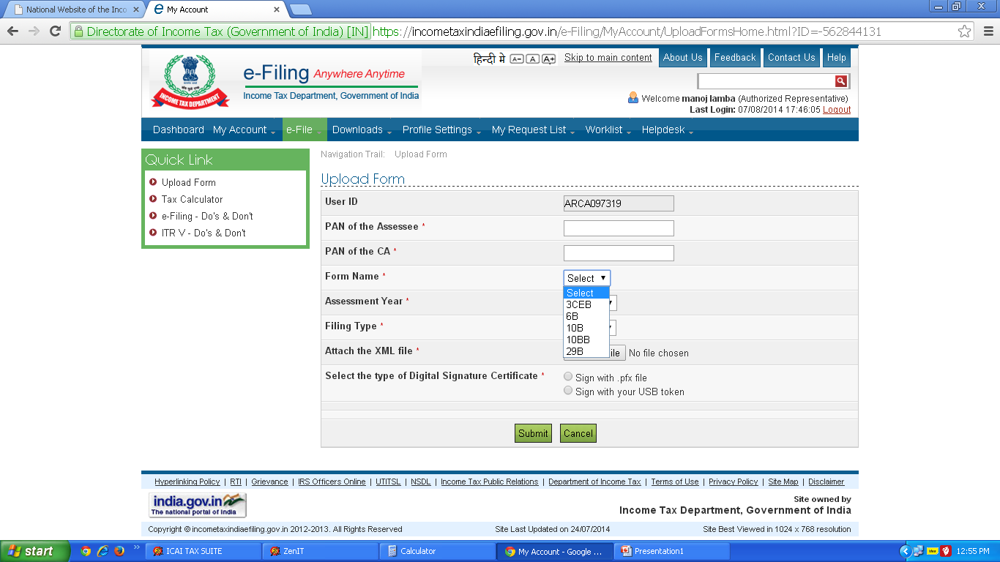 National Website of the Inco
My Account
Directorate of Income Tax (Government of India) [IN] https://incometaxindiaefiling.gov.in/e-Filing/MyAccount/UploadFormsHome.html?ID=-562844131
INCOME TAX DEPARTMENT
e-Filing Anywhere Anytime
Income Tax Department, Government of India
हिन्दी मे A- A A+ Skip to main content About Us Feedback Contact Us Help
Welcome manoj lamba (Authorized Representative)
Last Login: 07/08/2014 17:46:05 Logout
Dashboard My Account e-File Downloads Profile Settings My Request List Worklist Helpdesk
Quick Link
Upload Form
Tax Calculator
e-Filing - Do's & Don't
ITR V - Do's & Don't
Navigation Trail: Upload Form
Upload Form
User ID ARCA097319
PAN of the Assessee *
PAN of the CA *
Form Name * Select
Select
3CEB
6B
10B
10BB
29B
Assessment Year *
Filing Type *
Attach the XML file * ile No file chosen
Select the type of Digital Signature Certificate * Sign with .pfx file
Sign with your USB token
Submit Cancel
Hyperlinking Policy | RTI | Grievance | IRS Officers Online | UTITSL | NSDL | Income Tax Public Relations | Department of Income Tax | Terms of Use | Privacy Policy | Site Map | Disclaimer
india.gov.in
The national portal of India
Site owned by
Income Tax Department, Government of India
Copyright © incometaxindiaefiling.gov.in 2012-2013. All Rights Reserved Site Last Updated on 24/07/2014 Site Best Viewed in 1024 x 768 resolution
start ICAI TAX SUITE ZenIT Calculator My Account - Google ... Presentation1 12:55 PM